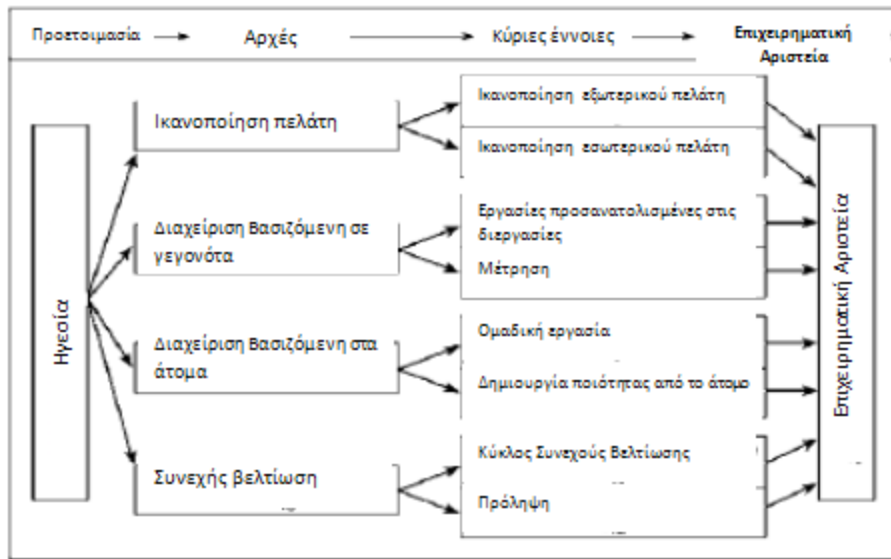 Προετοιμασία
Αρχές
Κύριες έννοιες
Επιχειρηματική
Αριστεία
Ηγεσία
Ικανοποίηση πελάτη
Ικανοποίηση εξωτερικού πελάτη
Ικανοποίηση εσωτερικού πελάτη
Διαχείριση Βασιζόμενη σε
γεγονότα
Εργασίες προσανατολισμένες στις
διεργασίες
Μέτρηση
Διαχείριση Βασιζόμενη στα
άτομα
Ομαδική εργασία
Δημιουργία ποιότητας από το άτομο
Συνεχής βελτίωση
Κύκλος Συνεχούς Βελτίωσης
Πρόληψη
Επιχειρηματική Αριστεία